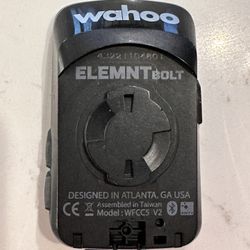 wahoo
ELEMNT BOLT
DESIGNED IN ATLANTA, GA USA
Assembled in Taiwan
Model: WFCC5 V2